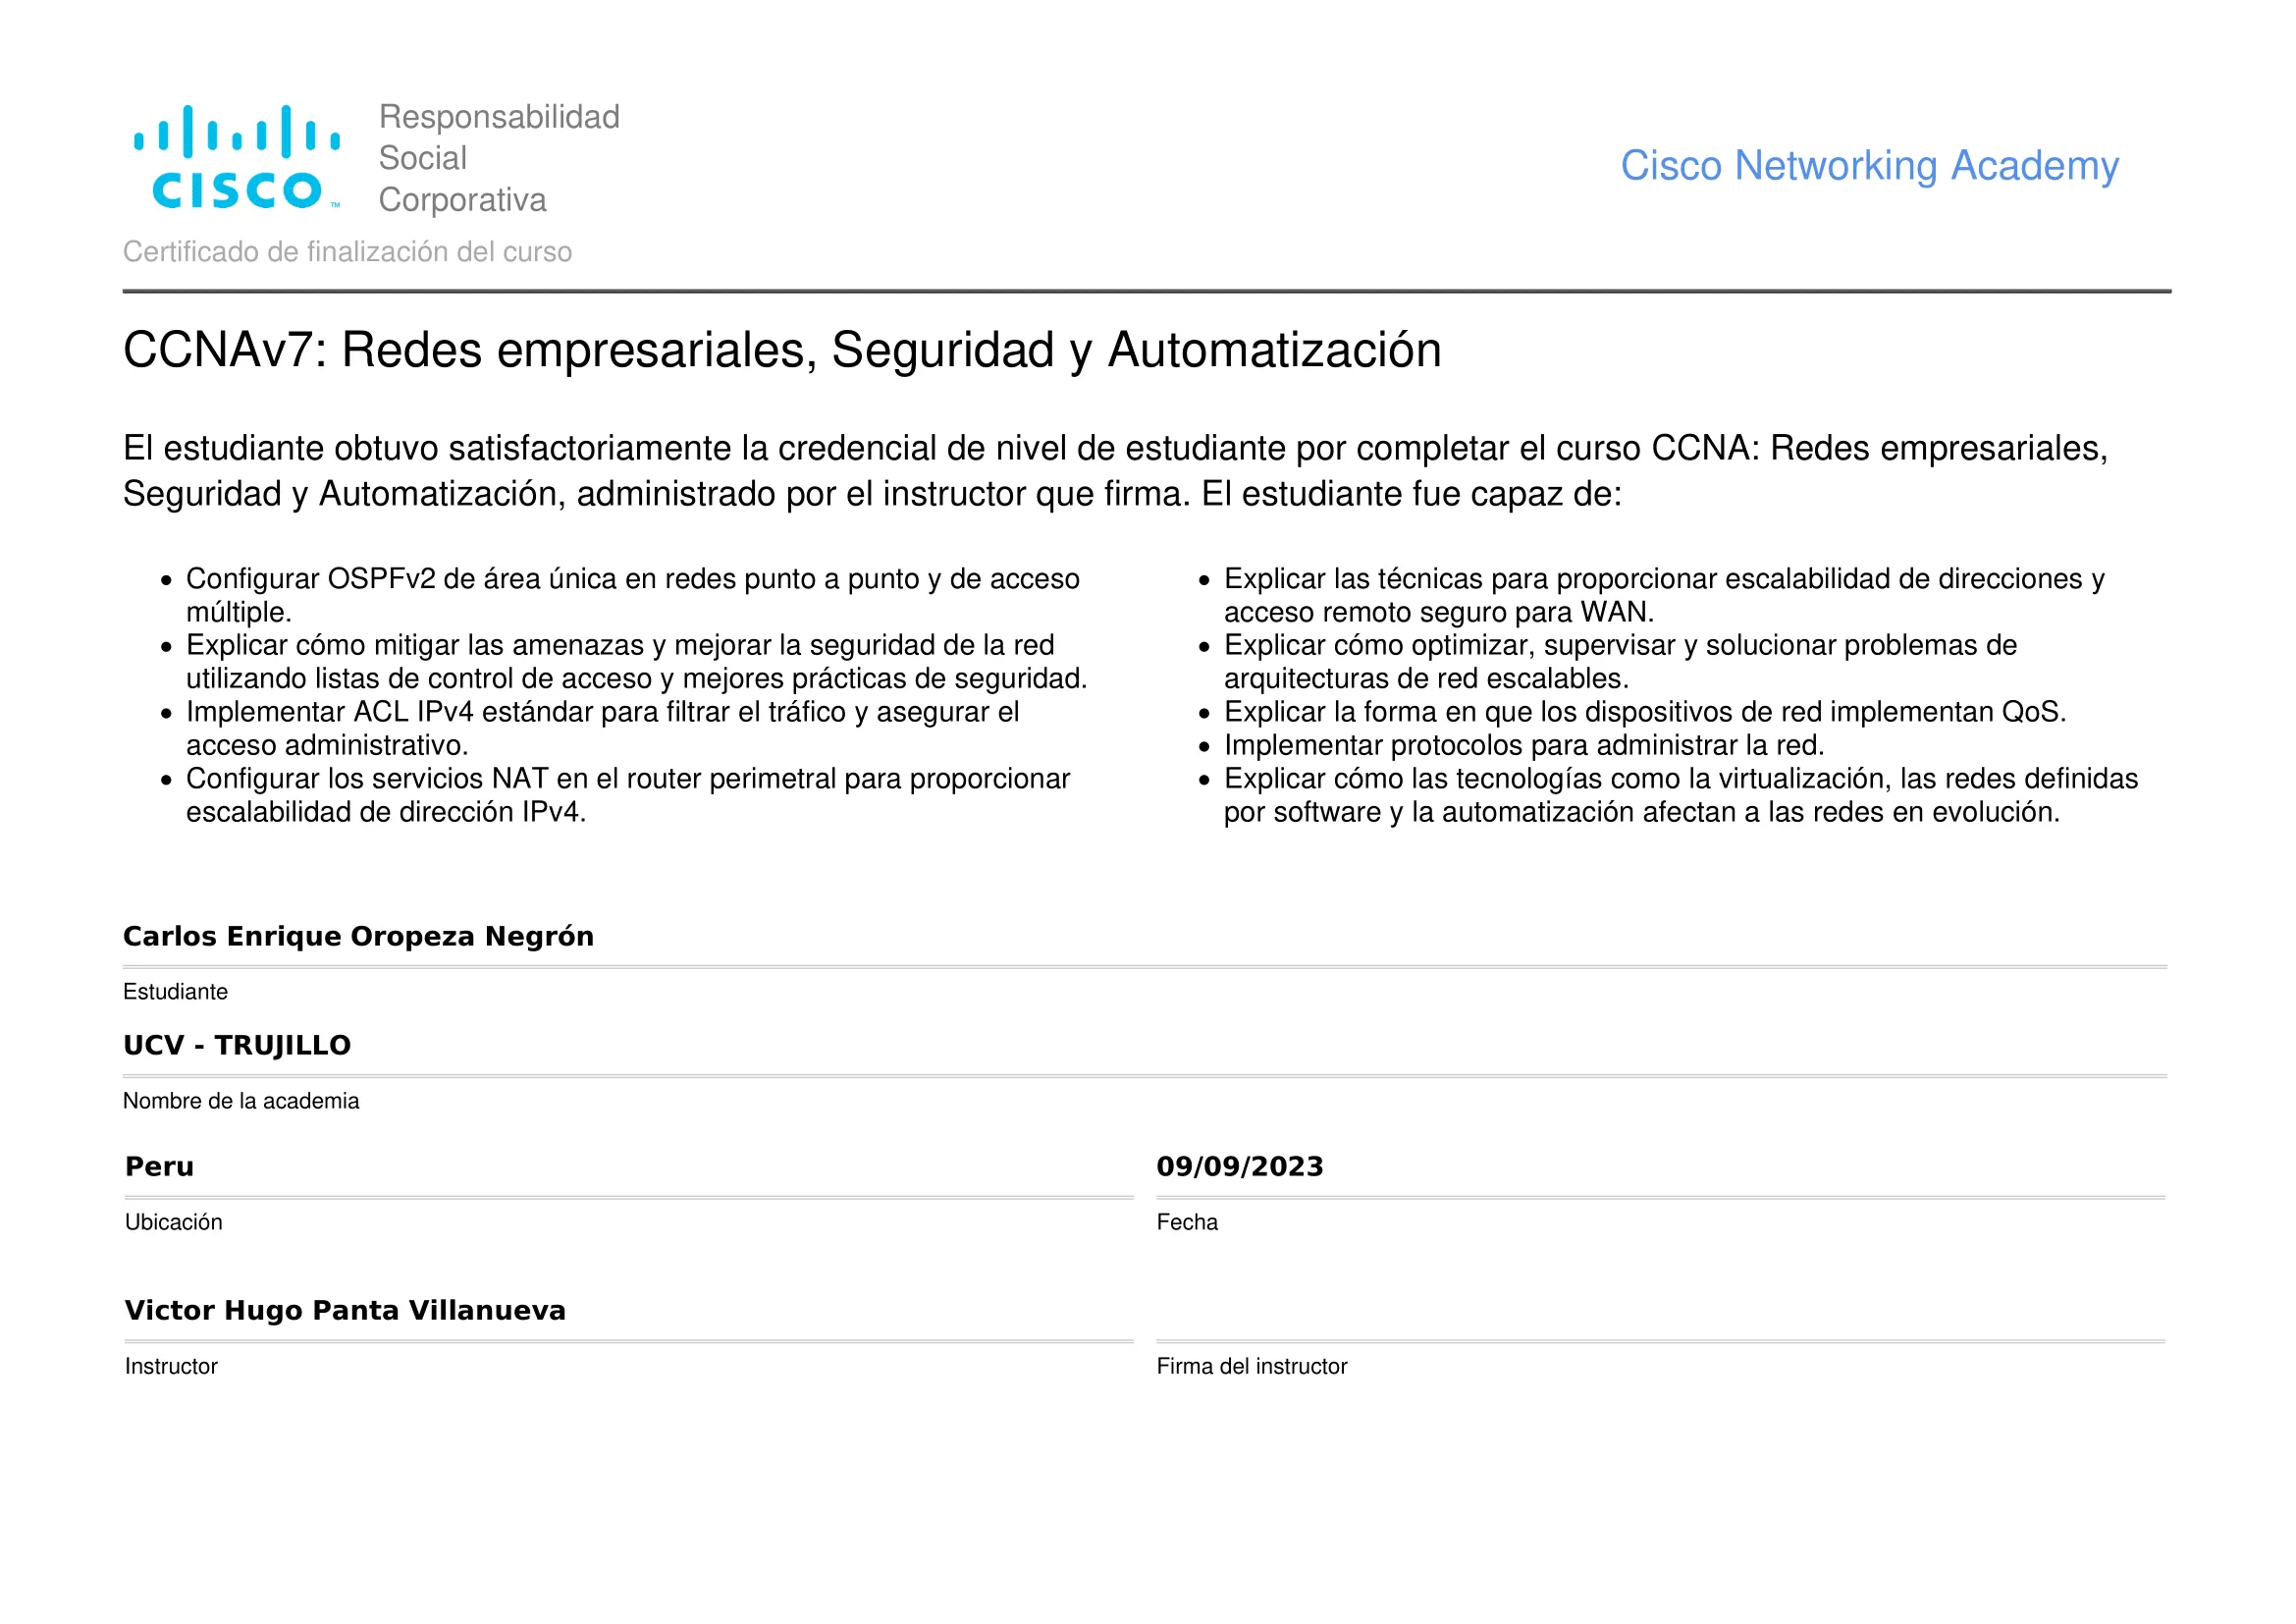 CISCO™
Responsabilidad
Social
Corporativa
Cisco Networking Academy
Certificado de finalización del curso
CCNAv7: Redes empresariales, Seguridad y Automatización
El estudiante obtuvo satisfactoriamente la credencial de nivel de estudiante por completar el curso CCNA: Redes empresariales,
Seguridad y Automatización, administrado por el instructor que firma. El estudiante fue capaz de:
• Configurar OSPFv2 de área única en redes punto a punto y de acceso
múltiple.
• Explicar cómo mitigar las amenazas y mejorar la seguridad de la red
utilizando listas de control de acceso y mejores prácticas de seguridad.
• Implementar ACL IPv4 estándar para filtrar el tráfico y asegurar el
acceso administrativo.
• Configurar los servicios NAT en el router perimetral para proporcionar
escalabilidad de dirección IPv4.
• Explicar las técnicas para proporcionar escalabilidad de direcciones y
acceso remoto seguro para WAN.
• Explicar cómo optimizar, supervisar y solucionar problemas de
arquitecturas de red escalables.
• Explicar la forma en que los dispositivos de red implementan QoS.
• Implementar protocolos para administrar la red.
• Explicar cómo las tecnologías como la virtualización, las redes definidas
por software y la automatización afectan a las redes en evolución.
Carlos Enrique Oropeza Negrón
Estudiante
UCV - TRUJILLO
Nombre de la academia
Peru
Ubicación
09/09/2023
Fecha
Victor Hugo Panta Villanueva
Instructor
Firma del instructor